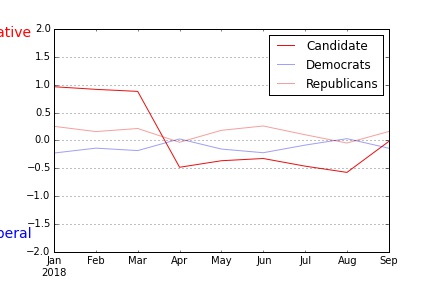 2.0
ative
1.5
1.0
0.5
0.0
−0.5
−1.0
−1.5
beral
−2.0
Candidate
Democrats
Republicans
Jan Feb Mar Apr May Jun Jul Aug Sep
2018